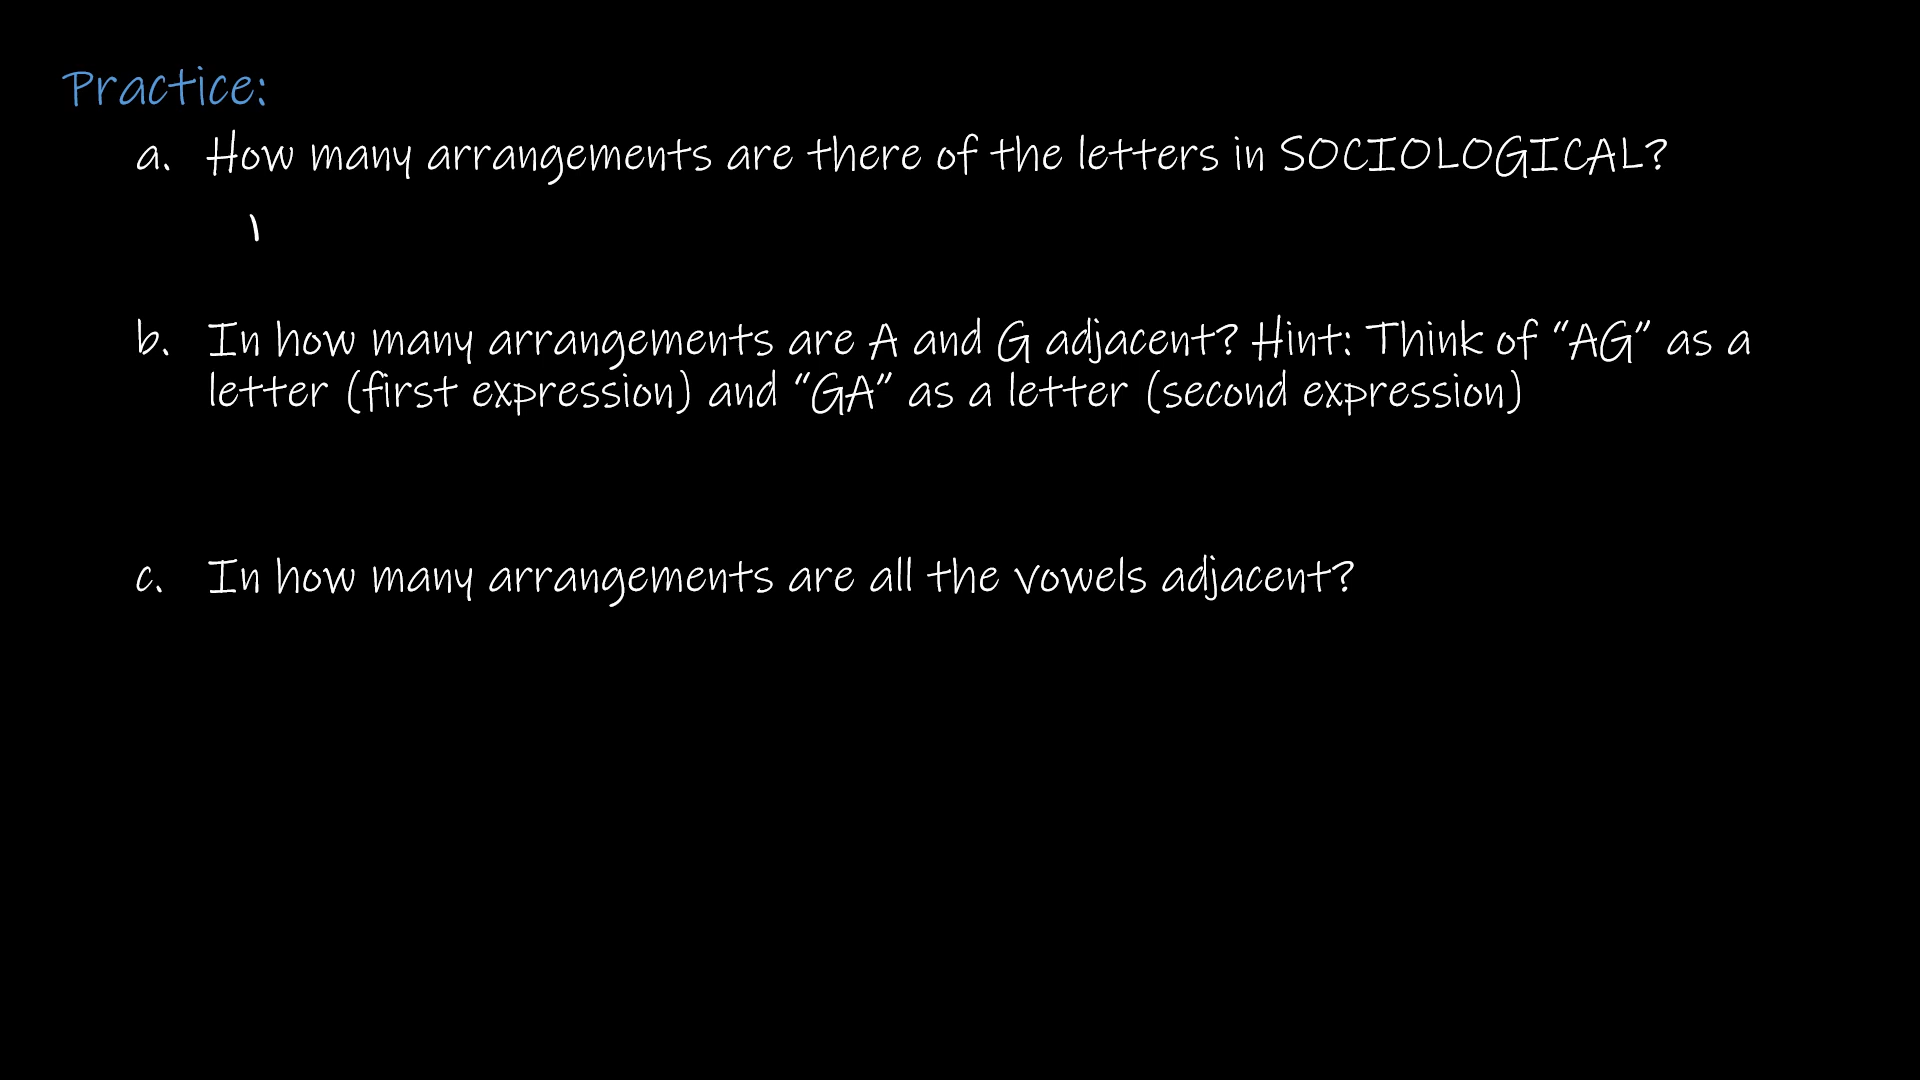 Practice:
a. How many arrangements are there of the letters in SOCIOLOGICAL?
b. In how many arrangements are A and G adjacent? Hint: Think of “AG” as a
letter (first expression) and “GA” as a letter (second expression)
c. In how many arrangements are all the vowels adjacent?